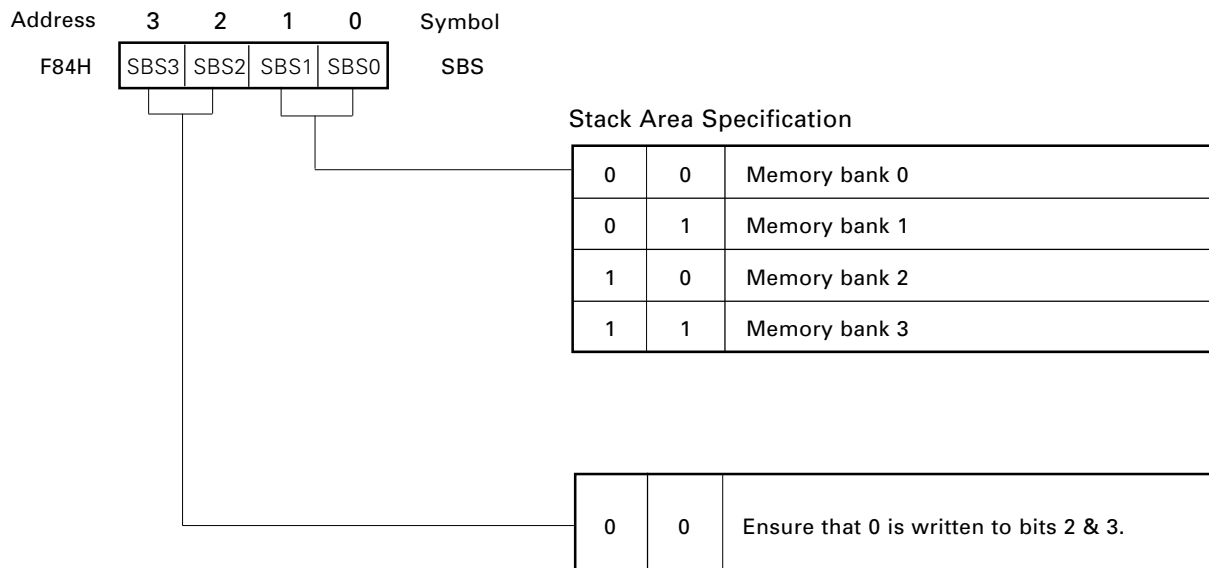 Address 3 2 1 0 Symbol
F84H SBS3 SBS2 SBS1 SBS0 SBS
Stack Area Specification
0 0 Memory bank 0
0 1 Memory bank 1
1 0 Memory bank 2
1 1 Memory bank 3
0 0 Ensure that 0 is written to bits 2 & 3.